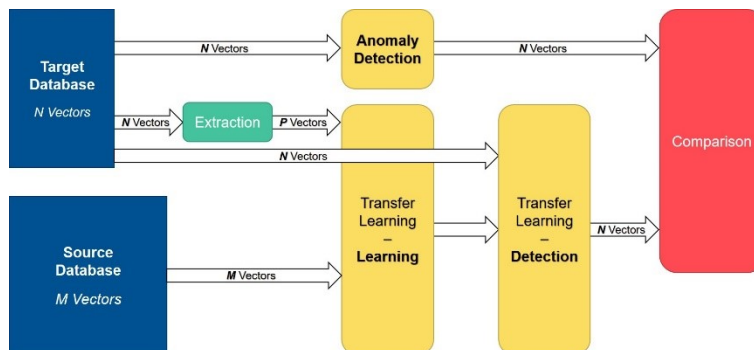 N Vectors
Anomaly
Detection
N Vectors
Target
Database
N Vectors
N Vectors
Extraction
P Vectors
N Vectors
Comparison
Transfer
Learning
–
Learning
Transfer
Learning
–
Detection
N Vectors
Source
Database
M Vectors
M Vectors